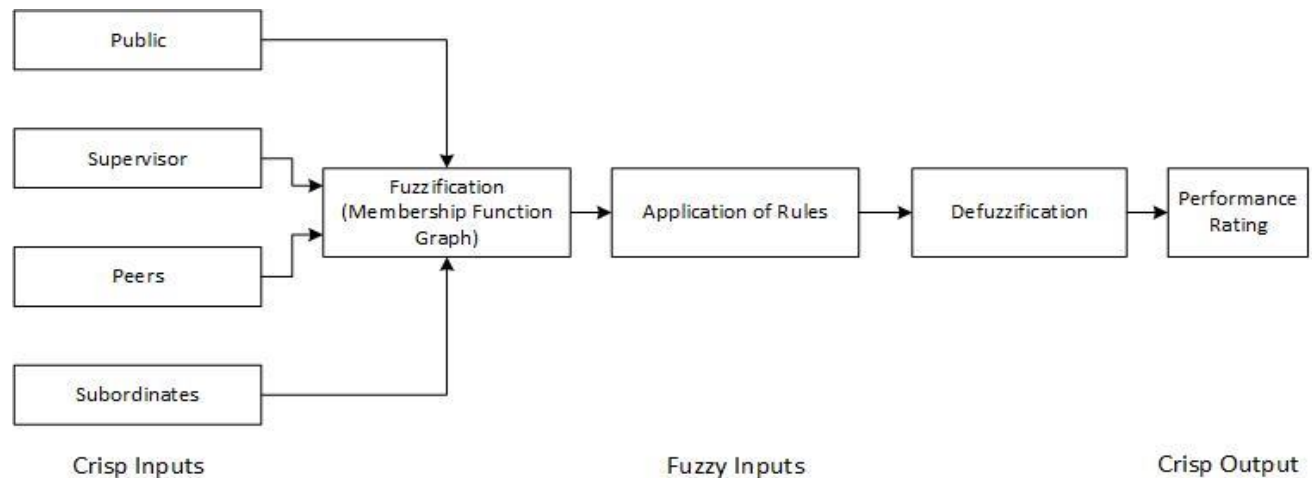 Public
Supervisor
Peers
Subordinates
Fuzzification
(Membership Function
Graph)
Application of Rules
Defuzzification
Performance
Rating
Crisp Inputs
Fuzzy Inputs
Crisp Output